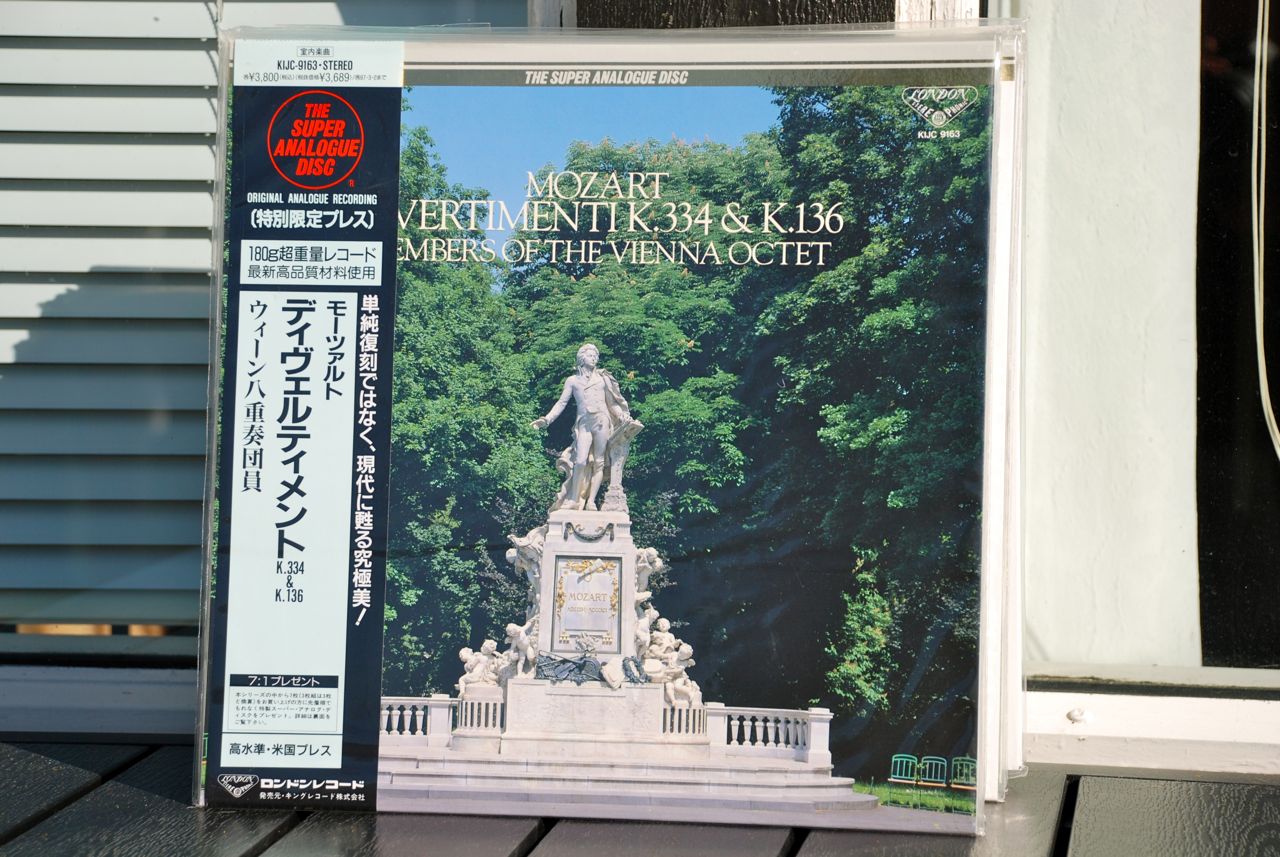 室内楽曲
KIJC-9163・STEREO
THE SUPER ANALOGUE DISC
THE
SUPER
ANALOGUE
DISC
ORIGINAL ANALOGUE RECORDING
(特別限定プレス)
180g超重量レコード
最新高品質材料使用
単純復刻ではなく、現代に甦る究極美!
モーツァルト
ディヴェルティメント
K.334
&
K.136
ウィーン八重奏団員
7:1プレゼント
高水準・米国プレス
LONDON
ロンドンレコード
発売元・キングレコード株式会社
LONDON
KIJC 9163
MOZART
VERTIMENTI K.334 & K.136
EMBERS OF THE VIENNA OCTET
MOZART